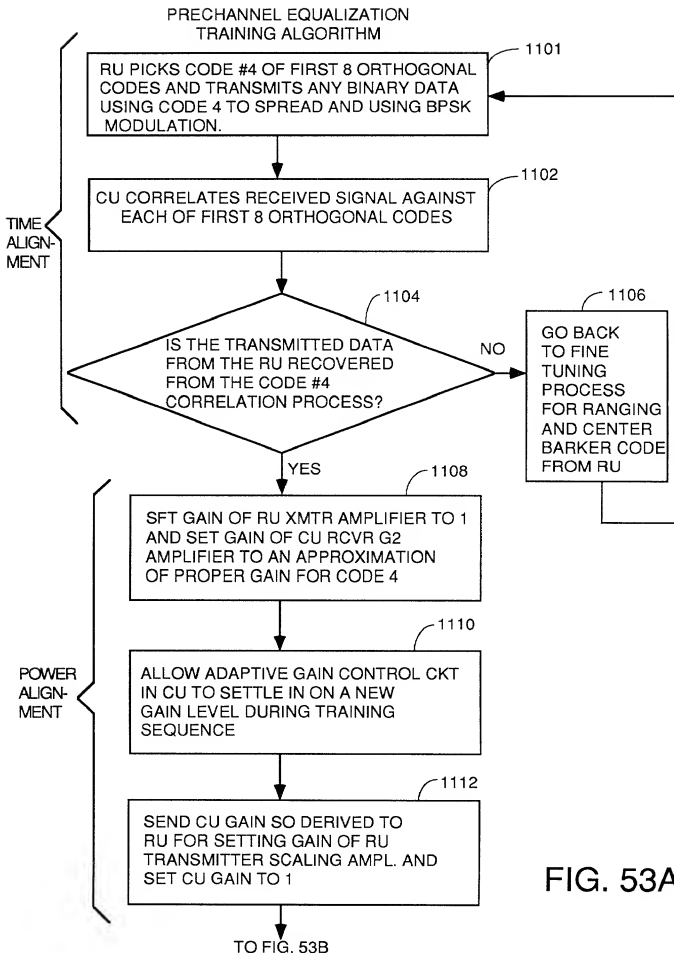 PRECHANNEL EQUALIZATION
TRAINING ALGORITHM
1101
RU PICKS CODE #4 OF FIRST 8 ORTHOGONAL
CODES AND TRANSMITS ANY BINARY DATA
USING CODE 4 TO SPREAD AND USING BPSK
MODULATION.
1102
CU CORRELATES RECEIVED SIGNAL AGAINST
EACH OF FIRST 8 ORTHOGONAL CODES
TIME
ALIGN-
MENT
1104
IS THE TRANSMITTED DATA
FROM THE RU RECOVERED
FROM THE CODE #4
CORRELATION PROCESS?
NO
1106
GO BACK
TO FINE
TUNING
PROCESS
FOR RANGING
AND CENTER
BARKER CODE
FROM RU
YES
1108
SFT GAIN OF RU XMTR AMPLIFIER TO 1
AND SET GAIN OF CU RCVR G2
AMPLIFIER TO AN APPROXIMATION
OF PROPER GAIN FOR CODE 4
1110
POWER
ALIGN-
MENT
ALLOW ADAPTIVE GAIN CONTROL CKT
IN CU TO SETTLE IN ON A NEW
GAIN LEVEL DURING TRAINING
SEQUENCE
1112
SEND CU GAIN SO DERIVED TO
RU FOR SETTING GAIN OF RU
TRANSMITTER SCALING AMPL. AND
SET CU GAIN TO 1
FIG. 53A
TO FIG. 53B